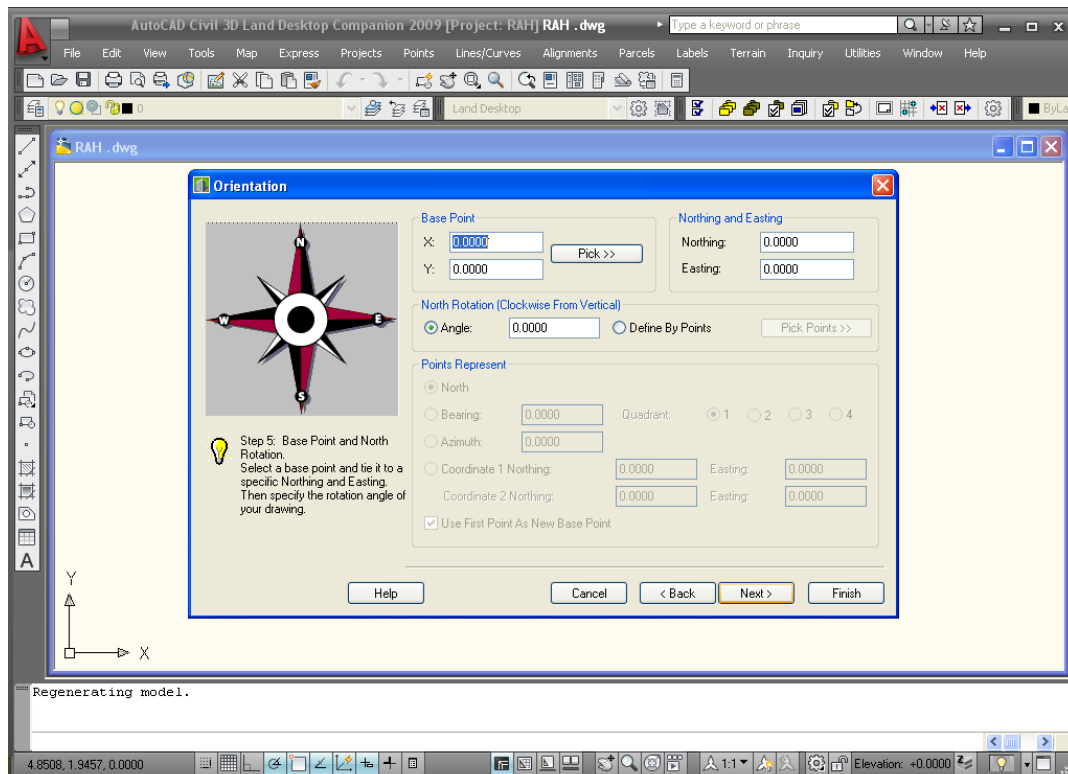 AutoCAD Civil 3D Land Desktop Companion 2009 [Project: RAH] RAH .dwg
Type a keyword or phrase
File Edit View Tools Map Express Projects Points Lines/Curves Alignments Parcels Labels Terrain Inquiry Utilities Window Help
0
Land Desktop
ByLa
RAH .dwg
Orientation
Base Point
X: 0.0000
Y: 0.0000
Pick >>
Northing and Easting
Northing: 0.0000
Easting: 0.0000
N
W
E
S
North Rotation (Clockwise From Vertical)
Angle: 0.0000
Define By Points
Pick Points >>
Points Represent
North
Bearing: 0.0000 Quadrant: 1 2 3 4
Azimuth: 0.0000
Coordinate 1 Northing: 0.0000 Easting: 0.0000
Coordinate 2 Northing: 0.0000 Easting: 0.0000
Use First Point As New Base Point
Step 5: Base Point and North
Rotation.
Select a base point and tie it to a
specific Northing and Easting.
Then specify the rotation angle of
your drawing.
Help Cancel < Back Next > Finish
A
Y
X
Regenerating model.
4.8508, 1.9457, 0.0000
1:1
Elevation: +0.0000